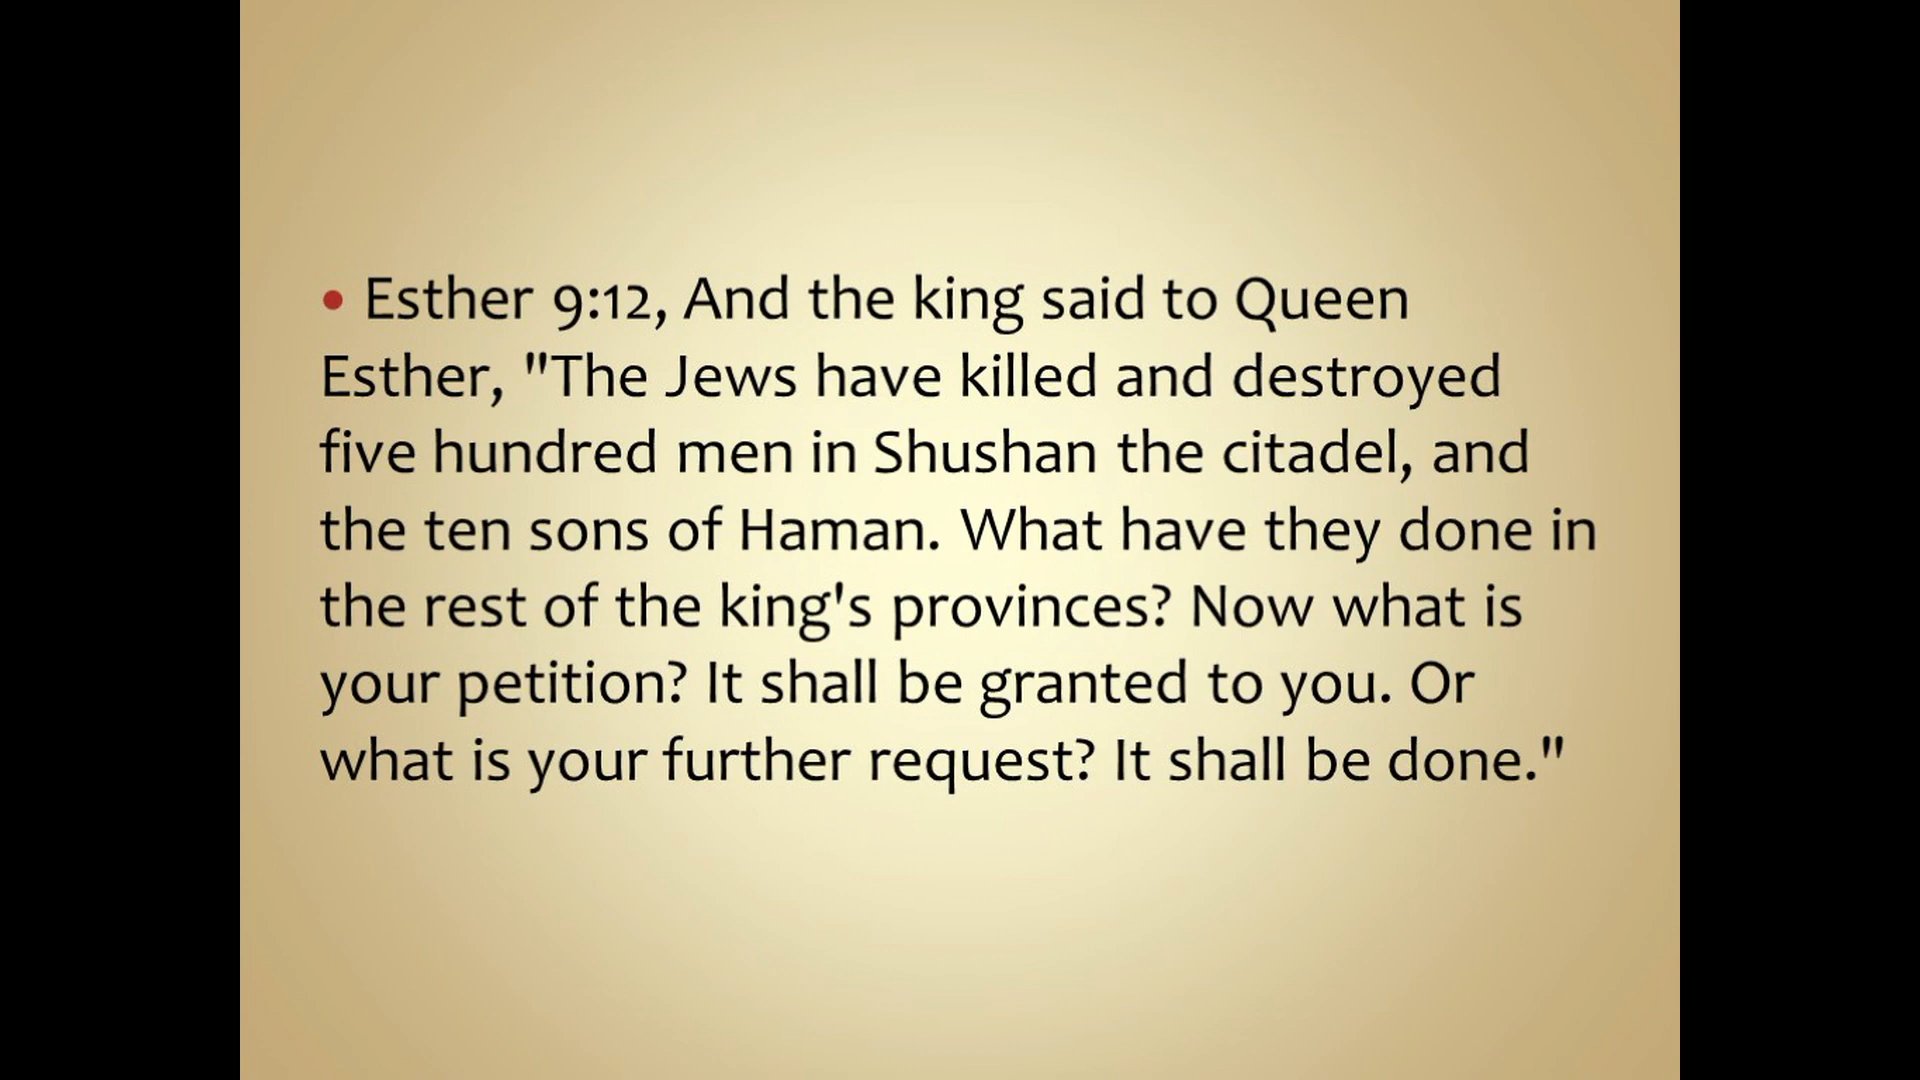 • Esther 9:12, And the king said to Queen
Esther, "The Jews have killed and destroyed
five hundred men in Shushan the citadel, and
the ten sons of Haman. What have they done in
the rest of the king's provinces? Now what is
your petition? It shall be granted to you. Or
what is your further request? It shall be done."